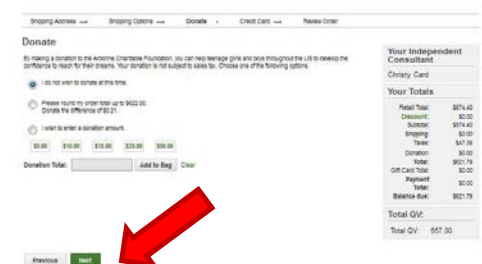 Shipping Address → Shipping Options → Donate Credit Card → Review Order
Donate
By making a donation to the Arbonne Charitable Foundation, you can help teenage girls and boys throughout the US to develop the
confidence to reach for their dreams. Your donation is not subject to sales tax. Choose one of the following options.
I do not wish to donate at this time.
Please round my order total up to $622.00.
Donate the difference of $0.21.
I wish to enter a donation amount.
$5.00 $10.00 $15.00 $25.00 $50.00
Donation Total: Add to Bag Clear
Previous Next
Your Independent
Consultant
Christy Card
Your Totals
Retail Total: $574.40
Discount: $0.00
Subtotal: $574.40
Shipping: $0.00
Taxes: $47.39
Donation: $0.00
Total: $621.79
Gift Card Total: $0.00
Payment
Total: $0.00
Balance due: $621.79
Total QV:
Total QV: 557.00